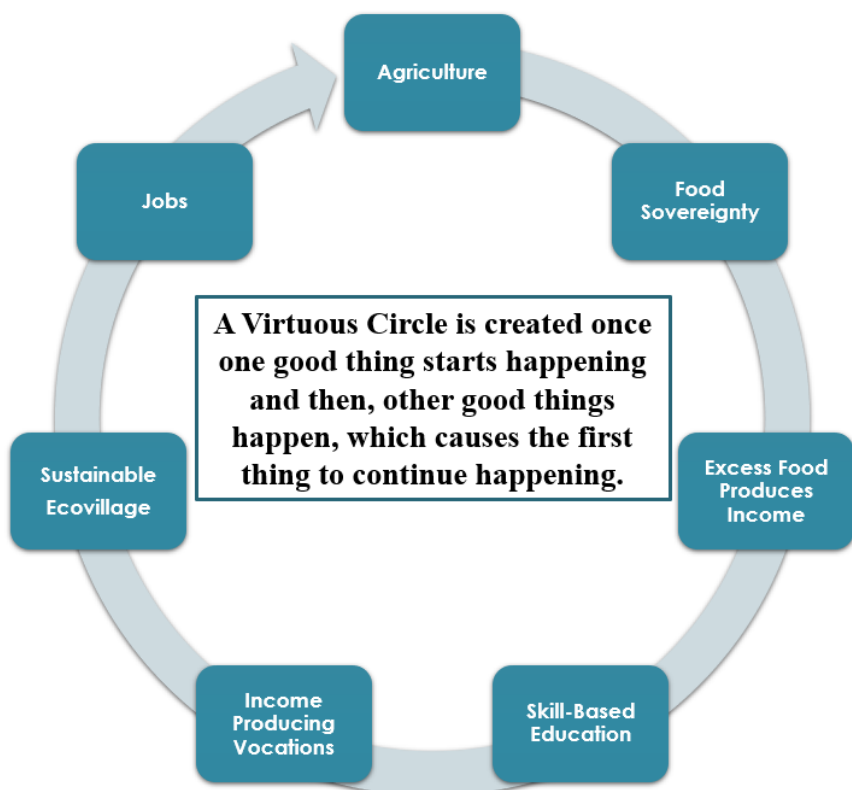 Agriculture
Food
Sovereignty
Excess Food
Produces
Income
Skill-Based
Education
Income
Producing
Vocations
Sustainable
Ecovillage
Jobs
A Virtuous Circle is created once
one good thing starts happening
and then, other good things
happen, which causes the first
thing to continue happening.